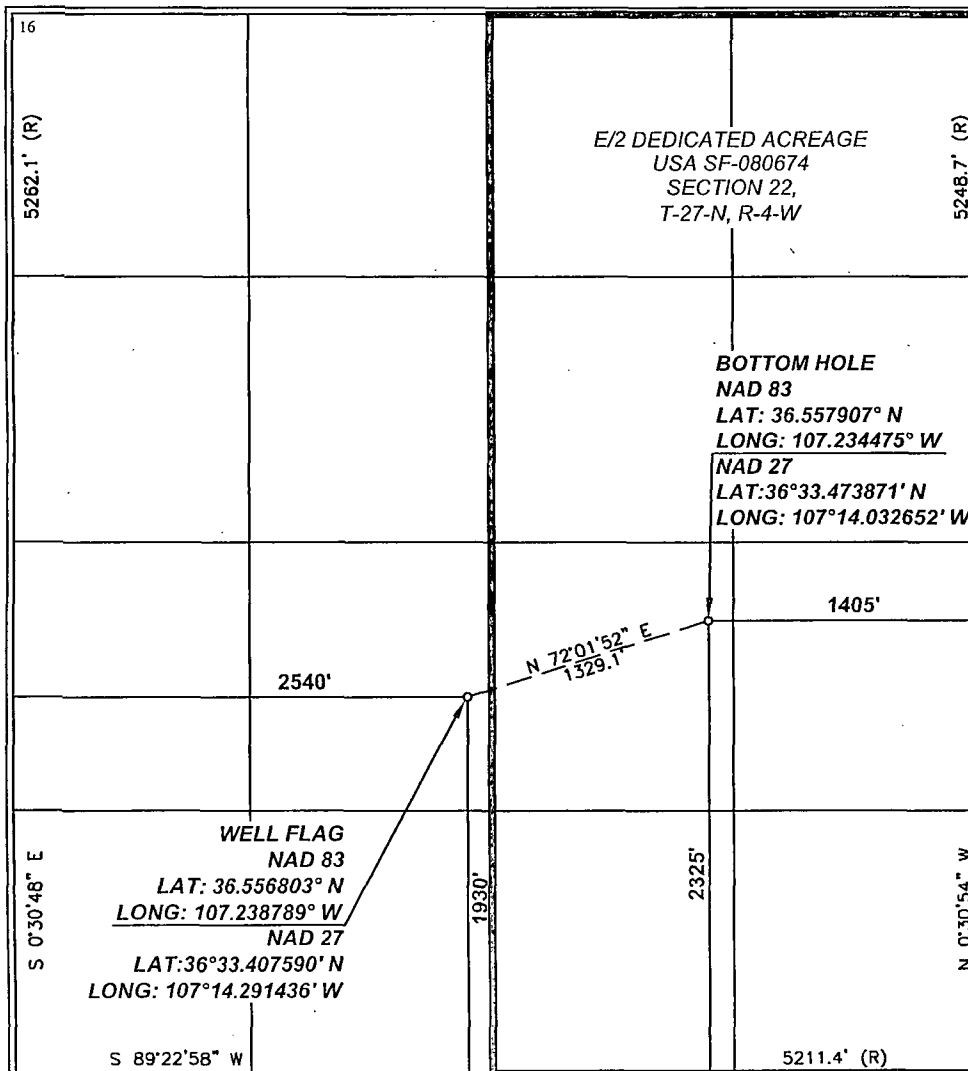 16
5262.1' (R)
E/2 DEDICATED ACREAGE
USA SF-080674
SECTION 22,
T-27-N, R-4-W
5248.7' (R)
BOTTOM HOLE
NAD 83
LAT: 36.557907° N
LONG: 107.234475° W
NAD 27
LAT:36°33.473871' N
LONG: 107°14.032652' W
1405'
N 72°01'52" E
1329.1'
2540'
WELL FLAG
NAD 83
LAT: 36.556803° N
LONG: 107.238789° W
NAD 27
LAT:36°33.407590' N
LONG: 107°14.291436' W
S 0°30'48" E
1930'
2325'
N 0°30'54" W
S 89°22'58" W
5211.4' (R)